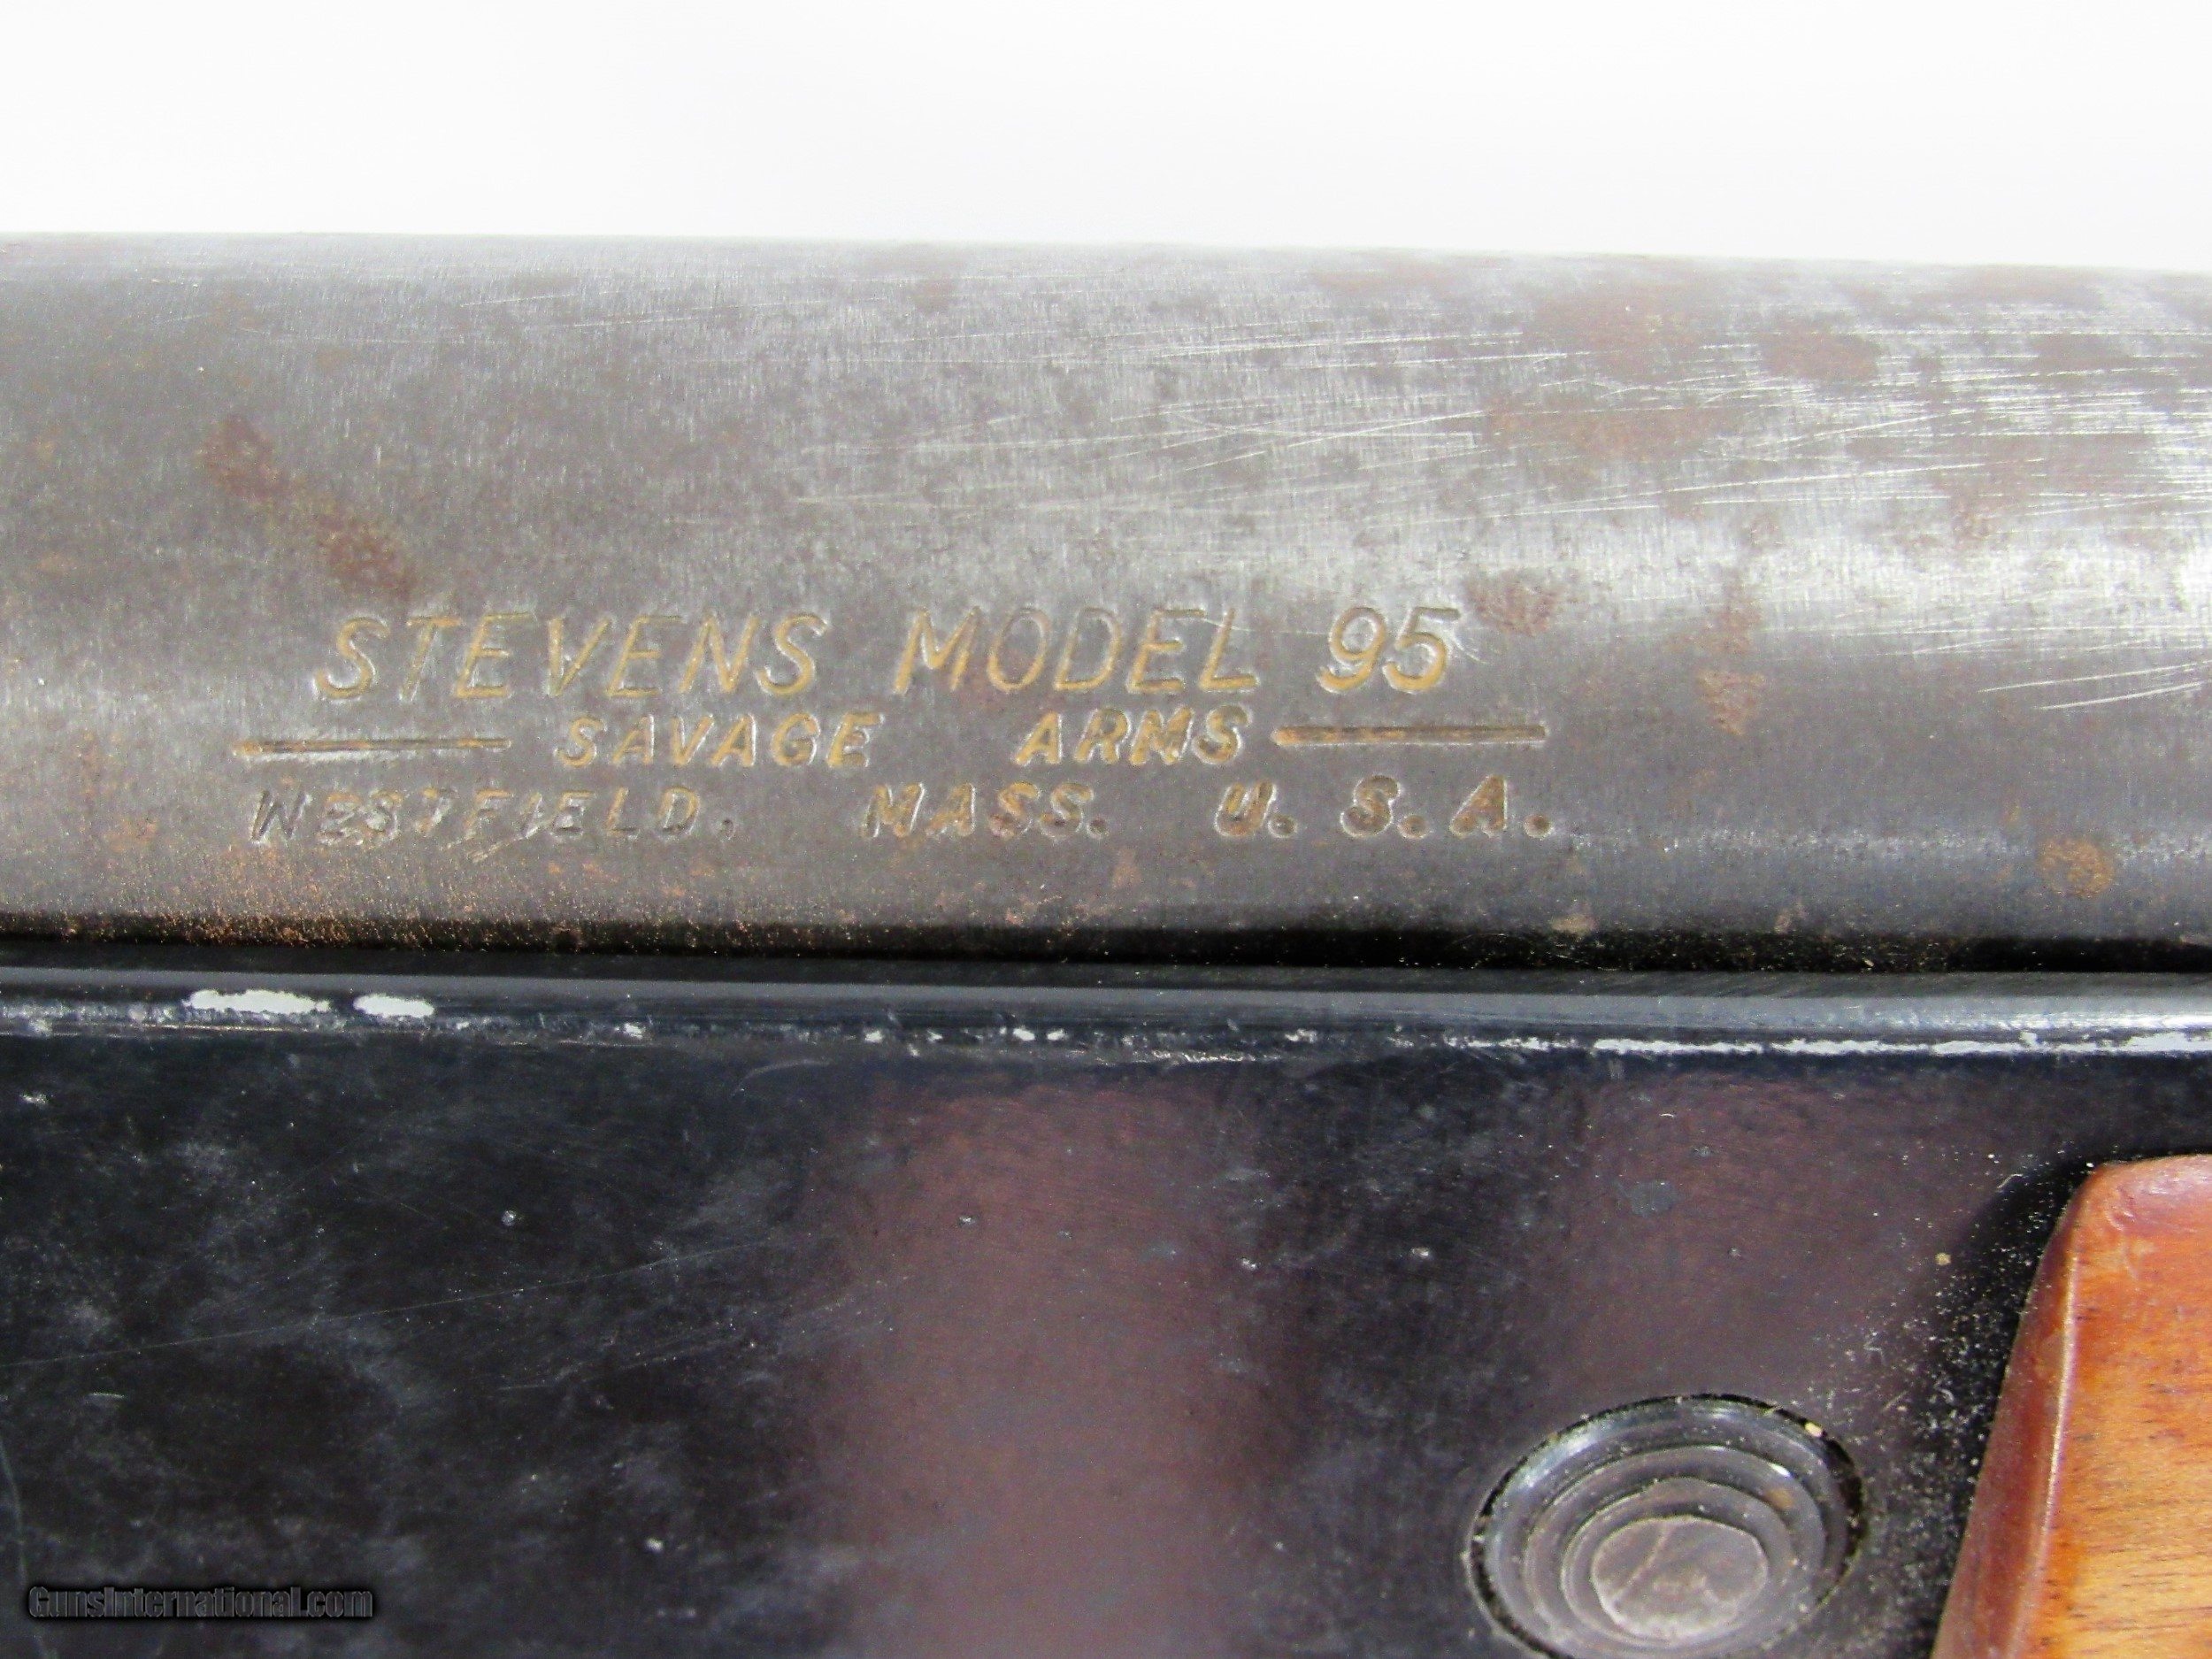 STEVENS MODEL 95
SAVAGE ARMS
WESTFIELD. MASS. U.S.A.
GunsInternational.com